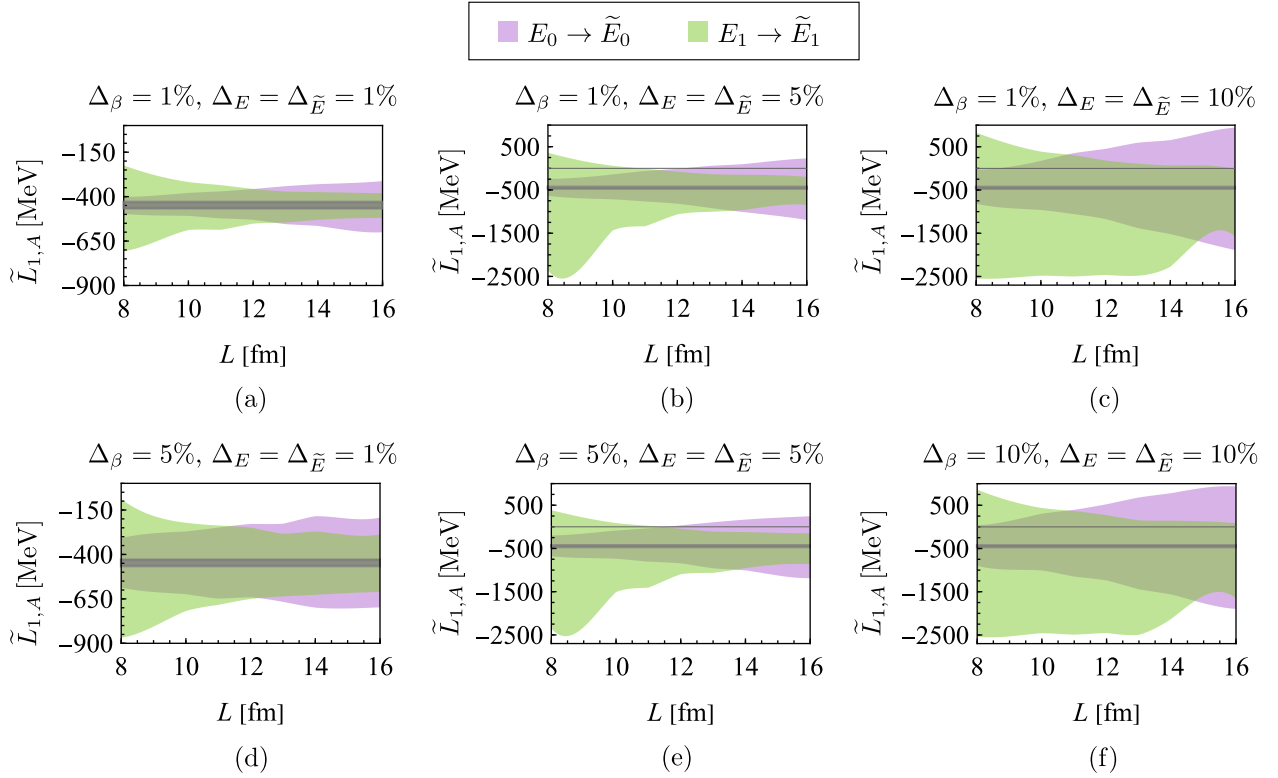 E₀ → Ẽ₀ E₁ → Ẽ₁
Δ_β = 1%, Δ_E = Δ_Ẽ = 1%
−150
−400
−650
−900
L̃₁,A [MeV]
8 10 12 14 16
L [fm]
(a)
Δ_β = 1%, Δ_E = Δ_Ẽ = 5%
500
−500
−1500
−2500
L̃₁,A [MeV]
8 10 12 14 16
L [fm]
(b)
Δ_β = 1%, Δ_E = Δ_Ẽ = 10%
500
−500
−1500
−2500
L̃₁,A [MeV]
8 10 12 14 16
L [fm]
(c)
Δ_β = 5%, Δ_E = Δ_Ẽ = 1%
−150
−400
−650
−900
L̃₁,A [MeV]
8 10 12 14 16
L [fm]
(d)
Δ_β = 5%, Δ_E = Δ_Ẽ = 5%
500
−500
−1500
−2500
L̃₁,A [MeV]
8 10 12 14 16
L [fm]
(e)
Δ_β = 10%, Δ_E = Δ_Ẽ = 10%
500
−500
−1500
−2500
L̃₁,A [MeV]
8 10 12 14 16
L [fm]
(f)